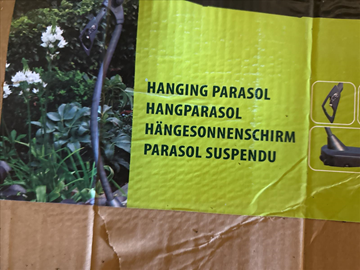 HANGING PARASOL
HANGPARASOL
HÄNGESONNENSCHIRM
PARASOL SUSPENDU